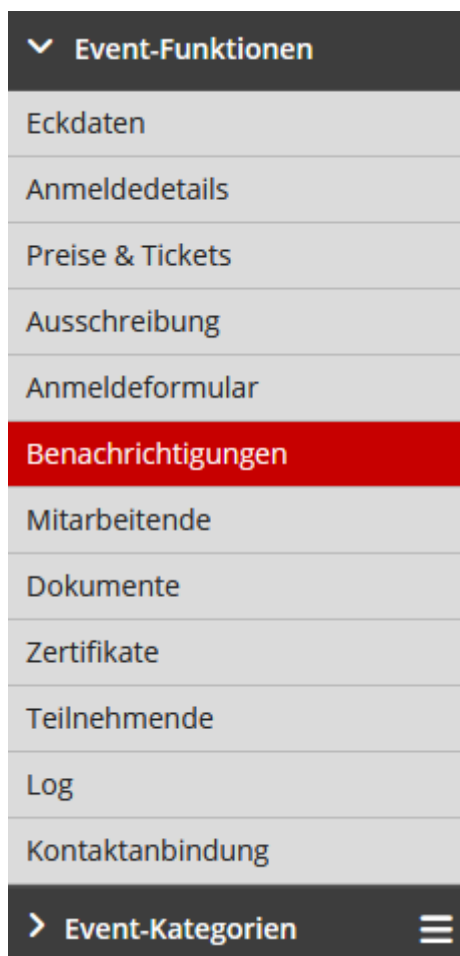 Event-Funktionen
Eckdaten
Anmeldedetails
Preise & Tickets
Ausschreibung
Anmeldeformular
Benachrichtigungen
Mitarbeitende
Dokumente
Zertifikate
Teilnehmende
Log
Kontaktanbindung
Event-Kategorien